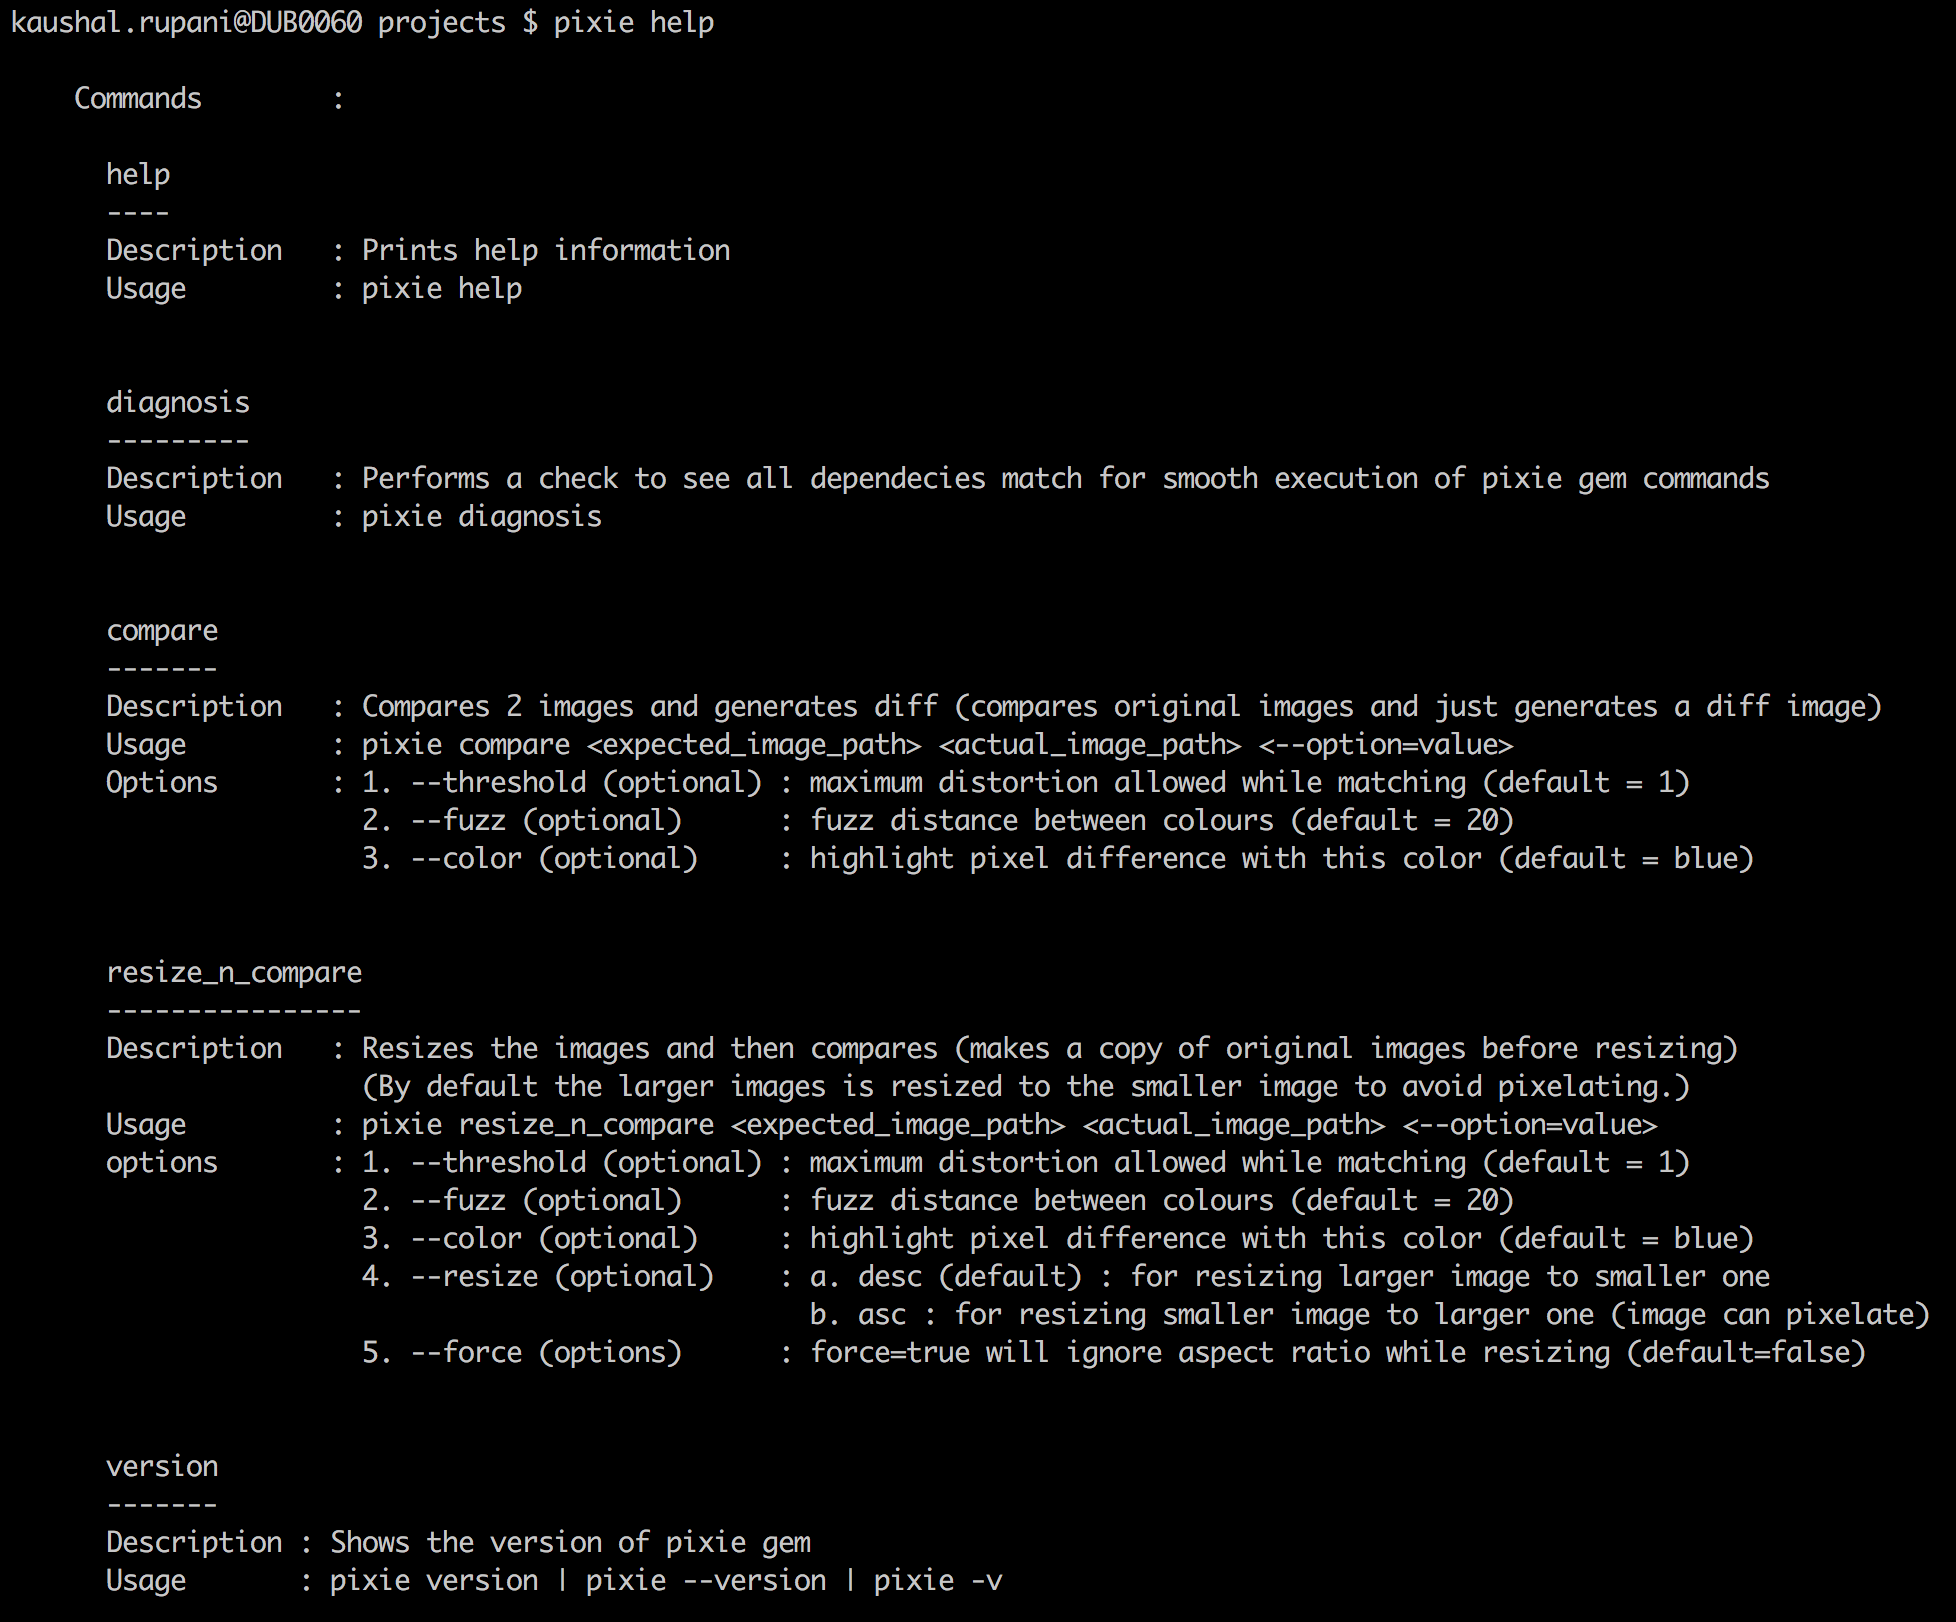 kaushal.rupani@DUB0060 projects $ pixie help
Commands        :
help
----
Description   : Prints help information
Usage         : pixie help
diagnosis
---------
Description   : Performs a check to see all dependecies match for smooth execution of pixie gem commands
Usage         : pixie diagnosis
compare
-------
Description   : Compares 2 images and generates diff (compares original images and just generates a diff image)
Usage         : pixie compare <expected_image_path> <actual_image_path> <--option=value>
Options       : 1. --threshold (optional) : maximum distortion allowed while matching (default = 1)
2. --fuzz (optional)      : fuzz distance between colours (default = 20)
3. --color (optional)     : highlight pixel difference with this color (default = blue)
resize_n_compare
----------------
Description   : Resizes the images and then compares (makes a copy of original images before resizing)
(By default the larger images is resized to the smaller image to avoid pixelating.)
Usage         : pixie resize_n_compare <expected_image_path> <actual_image_path> <--option=value>
options       : 1. --threshold (optional) : maximum distortion allowed while matching (default = 1)
2. --fuzz (optional)      : fuzz distance between colours (default = 20)
3. --color (optional)     : highlight pixel difference with this color (default = blue)
4. --resize (optional)    : a. desc (default) : for resizing larger image to smaller one
b. asc : for resizing smaller image to larger one (image can pixelate)
5. --force (options)      : force=true will ignore aspect ratio while resizing (default=false)
version
-------
Description : Shows the version of pixie gem
Usage       : pixie version | pixie --version | pixie -v